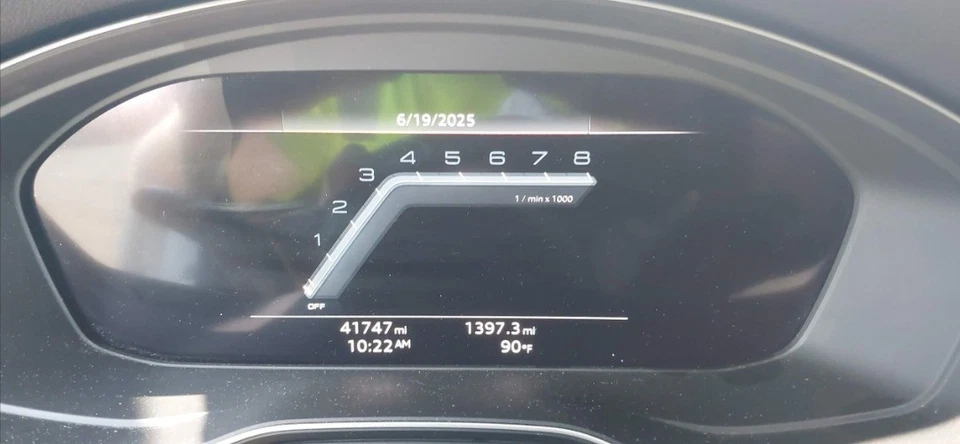 6/19/2025
4 5 6 7 8
3
1 / min x 1000
2
1
OFF
41747 mi 1397.3 mi
10:22 AM 90°F